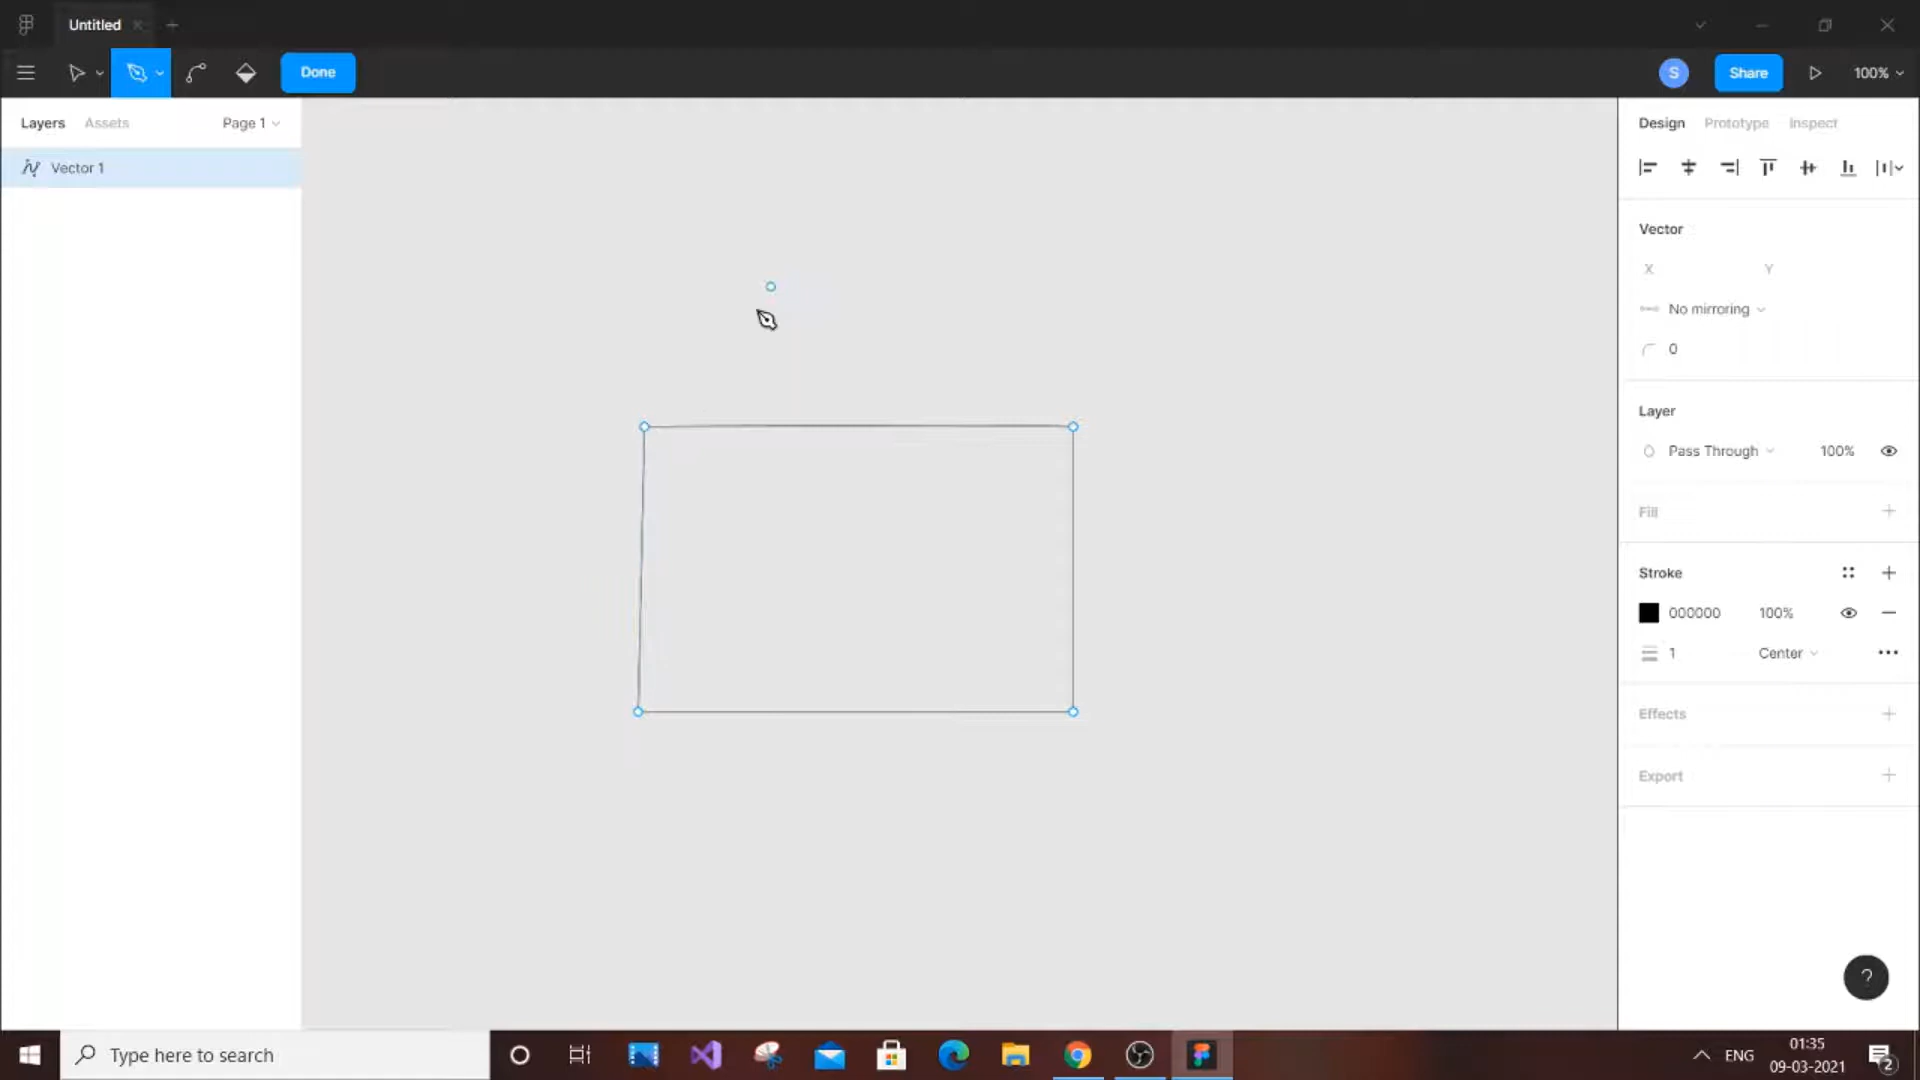 Untitled
Done
S
Share
100%
Layers
Assets
Page 1
Design
Prototype
Inspect
Vector 1
Vector
X
Y
No mirroring
0
Layer
Pass Through
100%
Fill
Stroke
000000
100%
1
Center
Effects
Export
?
Type here to search
ENG
01:35
09-03-2021
2